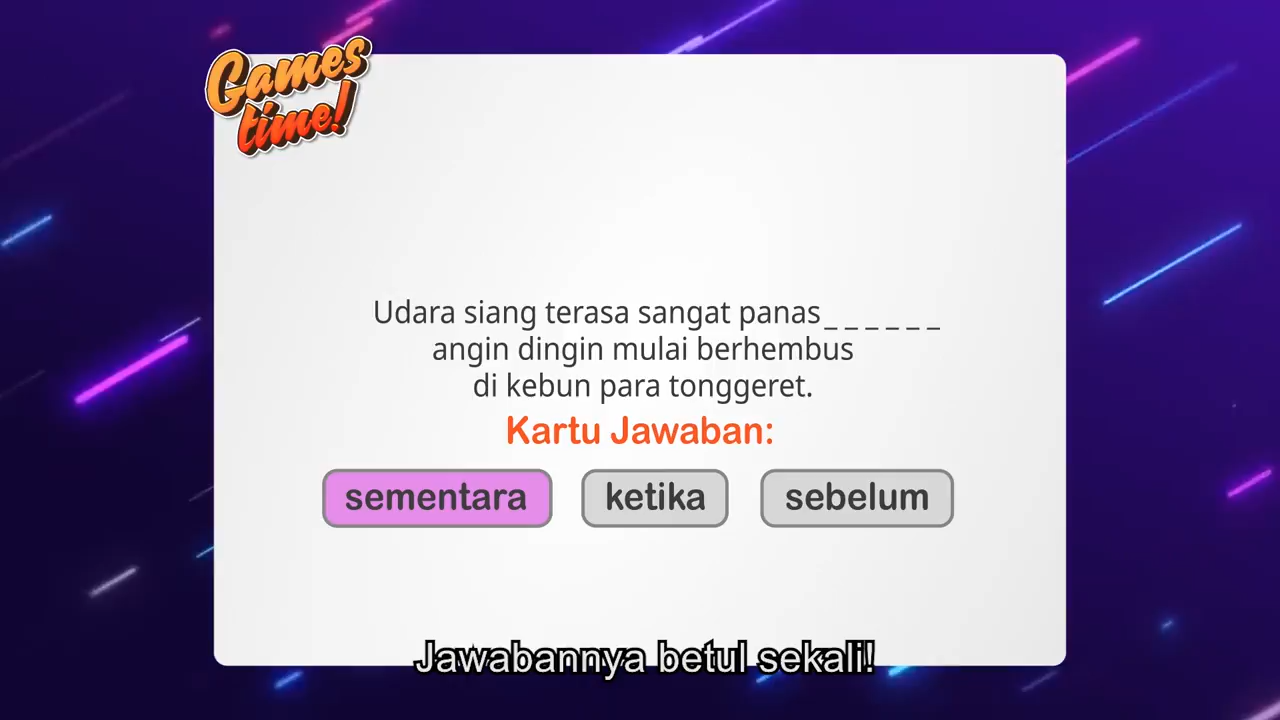 Games
time!
Udara siang terasa sangat panas______
angin dingin mulai berhembus
di kebun para tonggeret.
Kartu Jawaban:
sementara ketika sebelum
Jawabannya betul sekali!